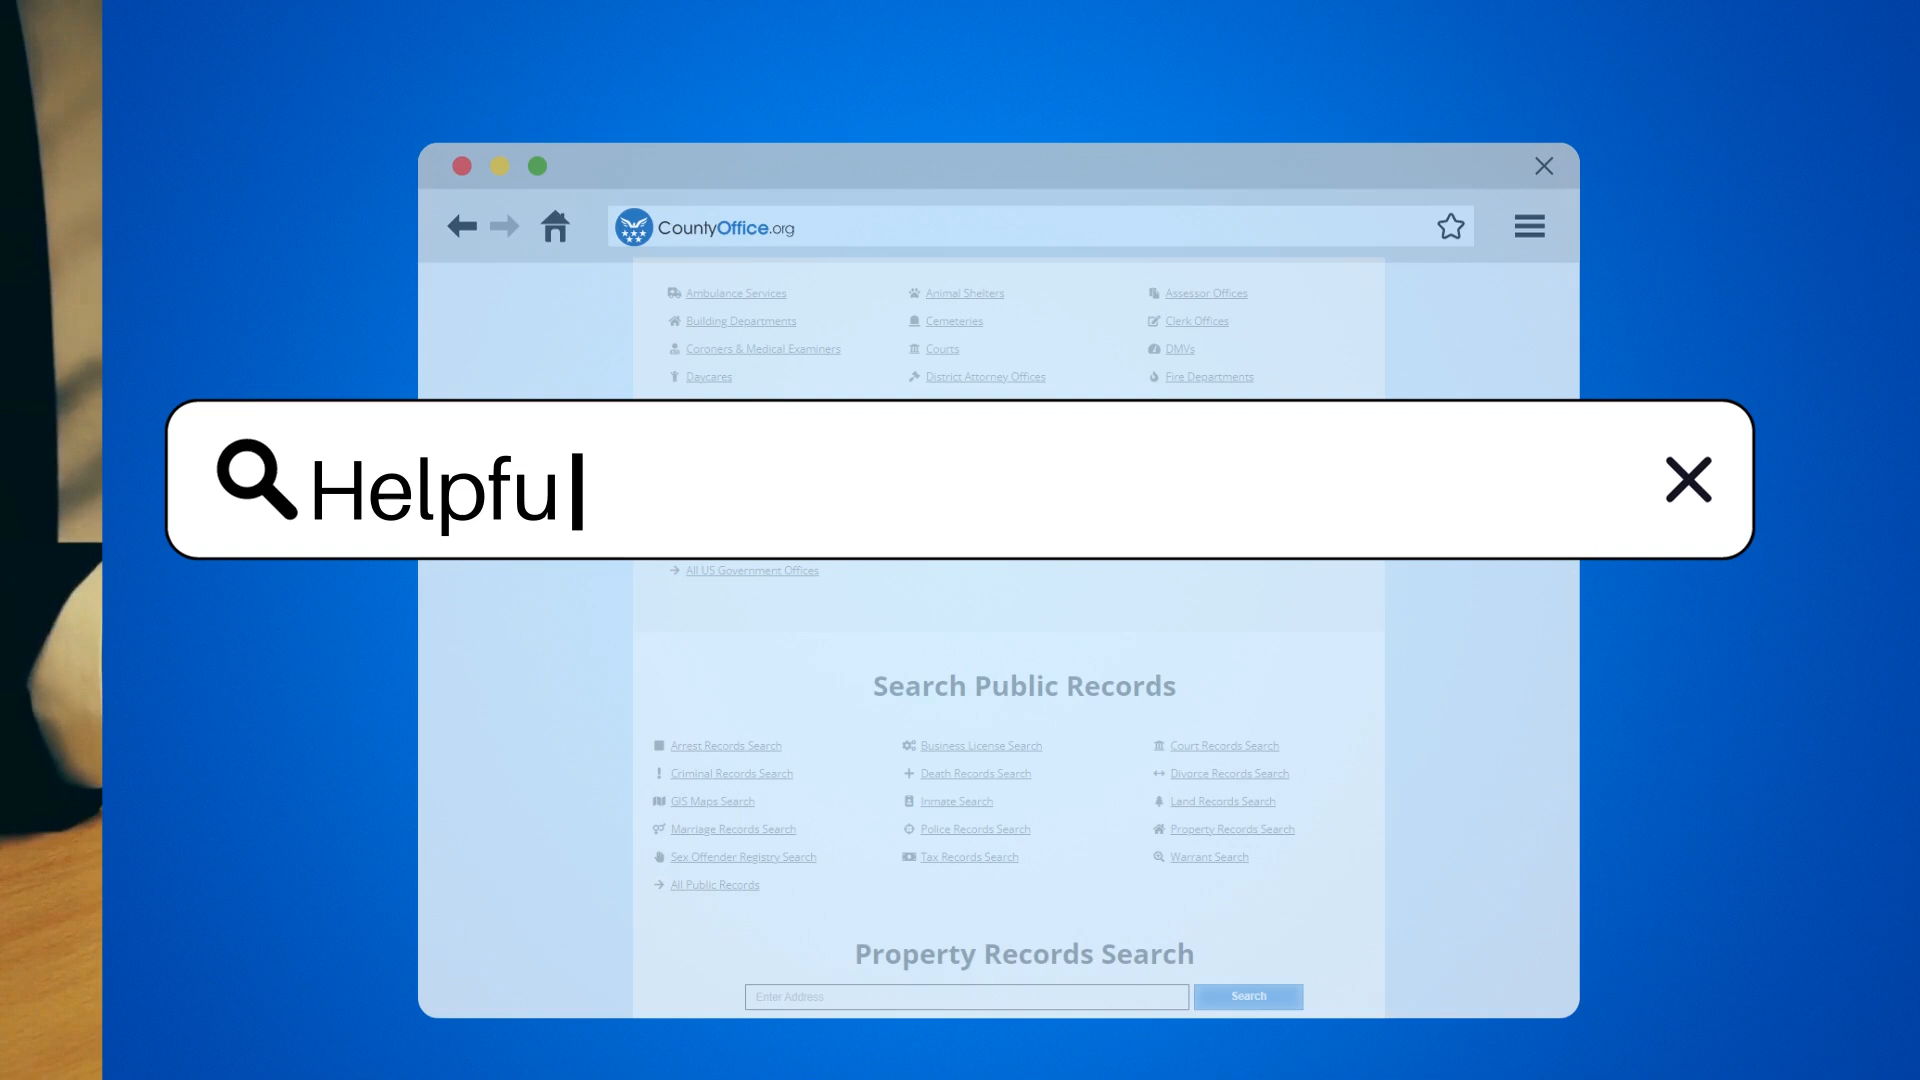 CountyOffice.org
Ambulance Services Animal Shelters Assessor Offices
Building Departments Cemeteries Clerk Offices
Coroners & Medical Examiners Courts DMVs
Daycares District Attorney Offices Fire Departments
Helpfu
All US Government Offices
Search Public Records
Arrest Records Search Business License Search Court Records Search
Criminal Records Search Death Records Search Divorce Records Search
GIS Maps Search Inmate Search Land Records Search
Marriage Records Search Police Records Search Property Records Search
Sex Offender Registry Search Tax Records Search Warrant Search
All Public Records
Property Records Search
Enter Address Search